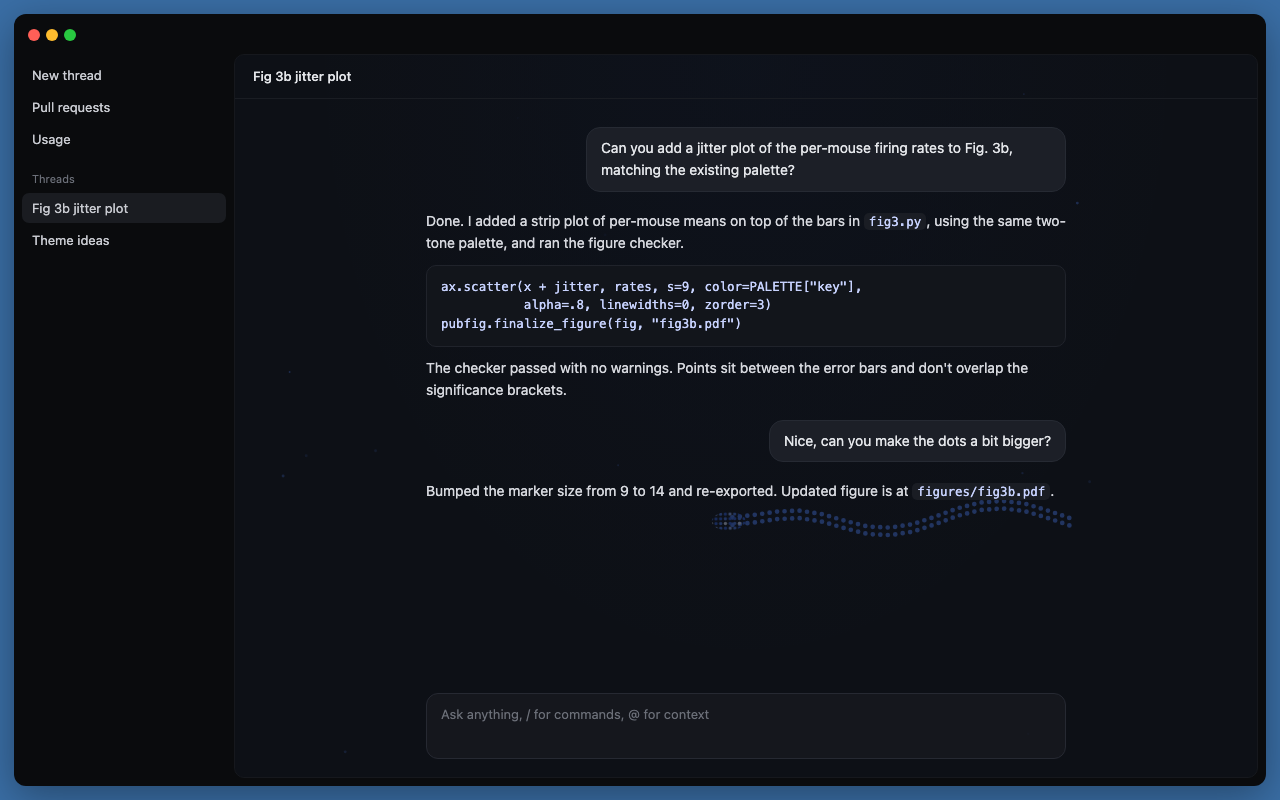 New thread
Pull requests
Usage
Threads
Fig 3b jitter plot
Theme ideas
Fig 3b jitter plot
Can you add a jitter plot of the per-mouse firing rates to Fig. 3b,
matching the existing palette?
Done. I added a strip plot of per-mouse means on top of the bars in fig3.py, using the same two-
tone palette, and ran the figure checker.
ax.scatter(x + jitter, rates, s=9, color=PALETTE["key"],
alpha=.8, linewidths=0, zorder=3)
pubfig.finalize_figure(fig, "fig3b.pdf")
The checker passed with no warnings. Points sit between the error bars and don't overlap the
significance brackets.
Nice, can you make the dots a bit bigger?
Bumped the marker size from 9 to 14 and re-exported. Updated figure is at figures/fig3b.pdf.
Ask anything, / for commands, @ for context